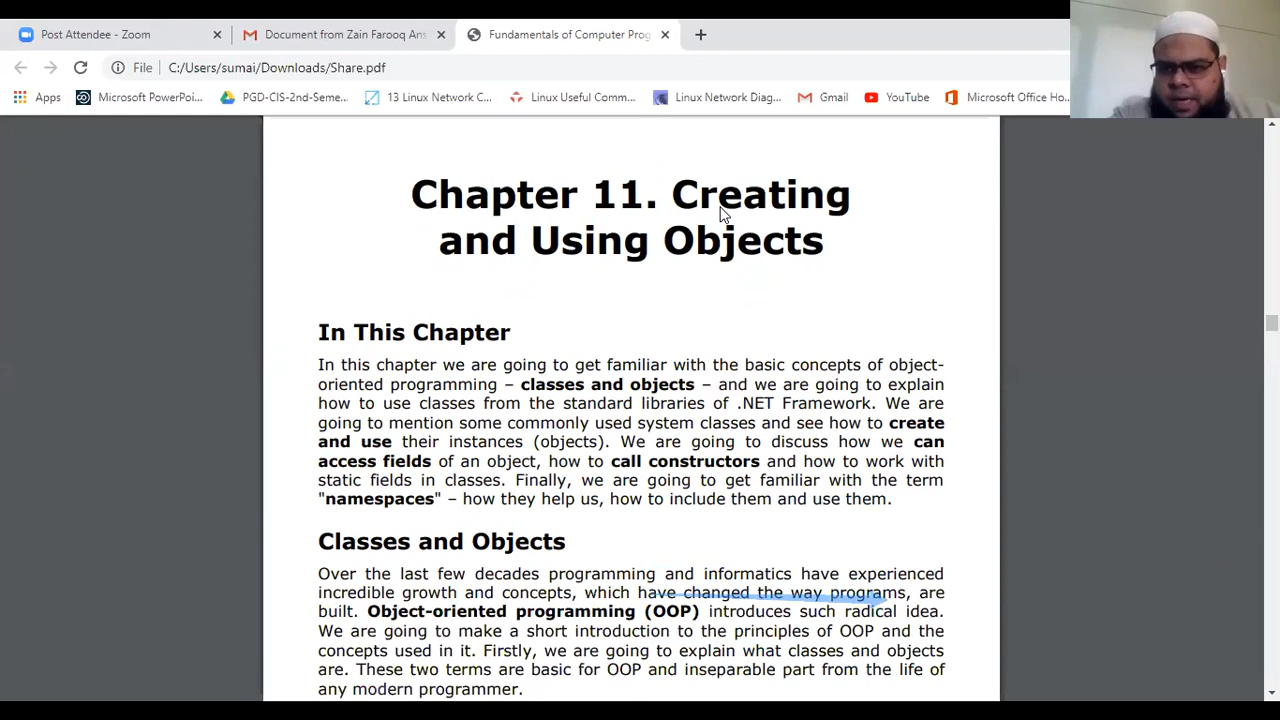 Post Attendee - Zoom
Document from Zain Farooq Ans
Fundamentals of Computer Prog
File
C:/Users/sumai/Downloads/Share.pdf
Apps
Microsoft PowerPoi...
PGD-CIS-2nd-Seme...
13 Linux Network C...
Linux Useful Comm...
Linux Network Diag...
Gmail
YouTube
Microsoft Office Ho...
Chapter 11. Creating
and Using Objects
In This Chapter
In this chapter we are going to get familiar with the basic concepts of object-
oriented programming – classes and objects – and we are going to explain
how to use classes from the standard libraries of .NET Framework. We are
going to mention some commonly used system classes and see how to create
and use their instances (objects). We are going to discuss how we can
access fields of an object, how to call constructors and how to work with
static fields in classes. Finally, we are going to get familiar with the term
"namespaces" – how they help us, how to include them and use them.
Classes and Objects
Over the last few decades programming and informatics have experienced
incredible growth and concepts, which have changed the way programs, are
built. Object-oriented programming (OOP) introduces such radical idea.
We are going to make a short introduction to the principles of OOP and the
concepts used in it. Firstly, we are going to explain what classes and objects
are. These two terms are basic for OOP and inseparable part from the life of
any modern programmer.